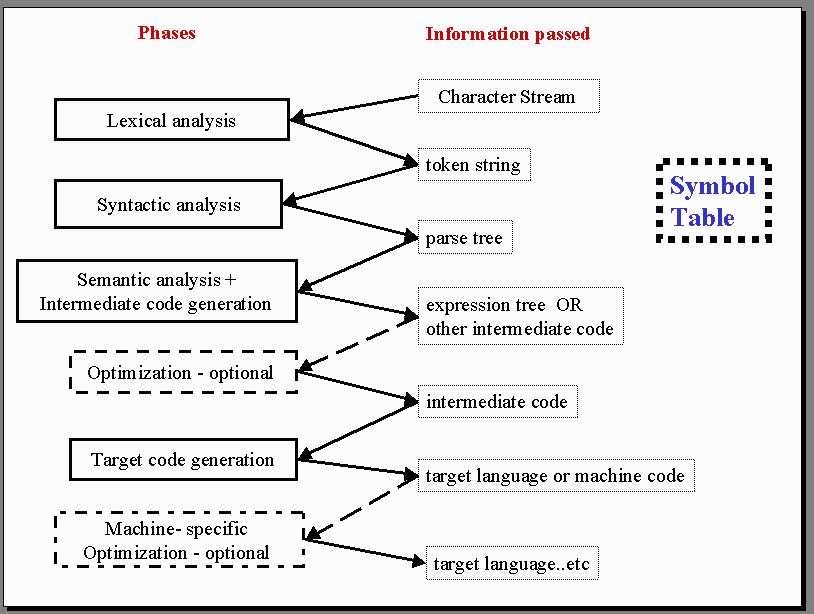 Phases
Information passed
Character Stream
Lexical analysis
token string
Symbol
Table
Syntactic analysis
parse tree
Semantic analysis +
Intermediate code generation
expression tree OR
other intermediate code
Optimization - optional
intermediate code
Target code generation
target language or machine code
Machine- specific
Optimization - optional
target language..etc